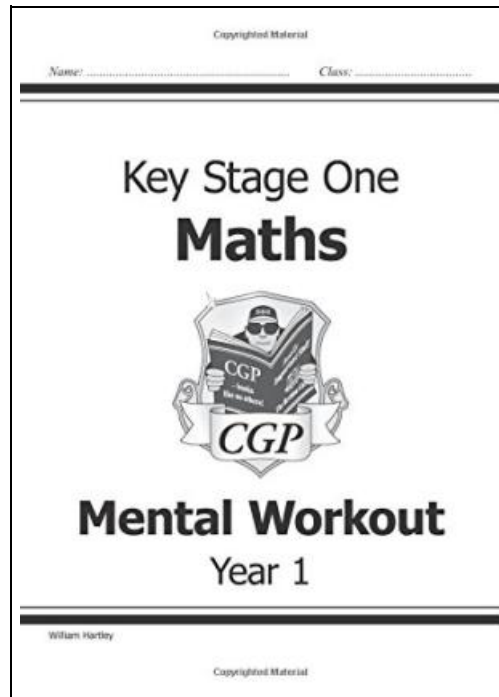 Copyrighted Material
Name: ........................................................ Class: ................................
Key Stage One
Maths
CGP
CGP
Mental Workout
Year 1
William Hartley
Copyrighted Material